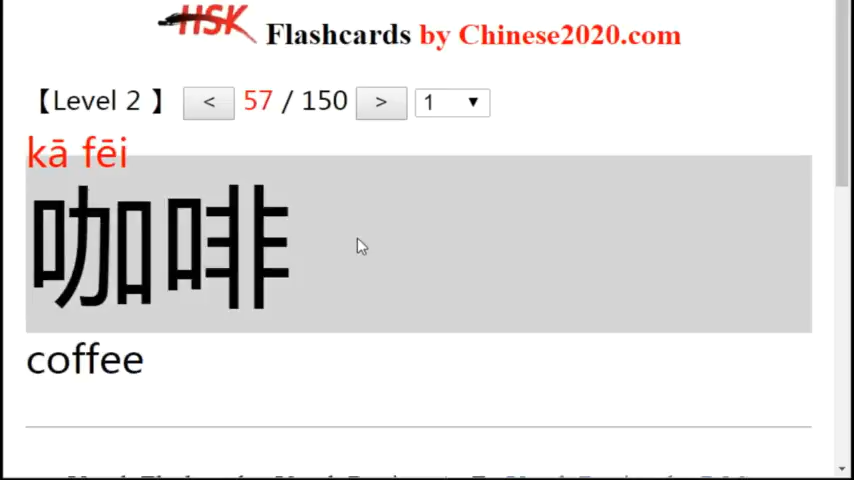 HSK Flashcards by Chinese2020.com
【Level 2 】 < 57 / 150 > 1 ▼
kā fēi
咖啡
coffee